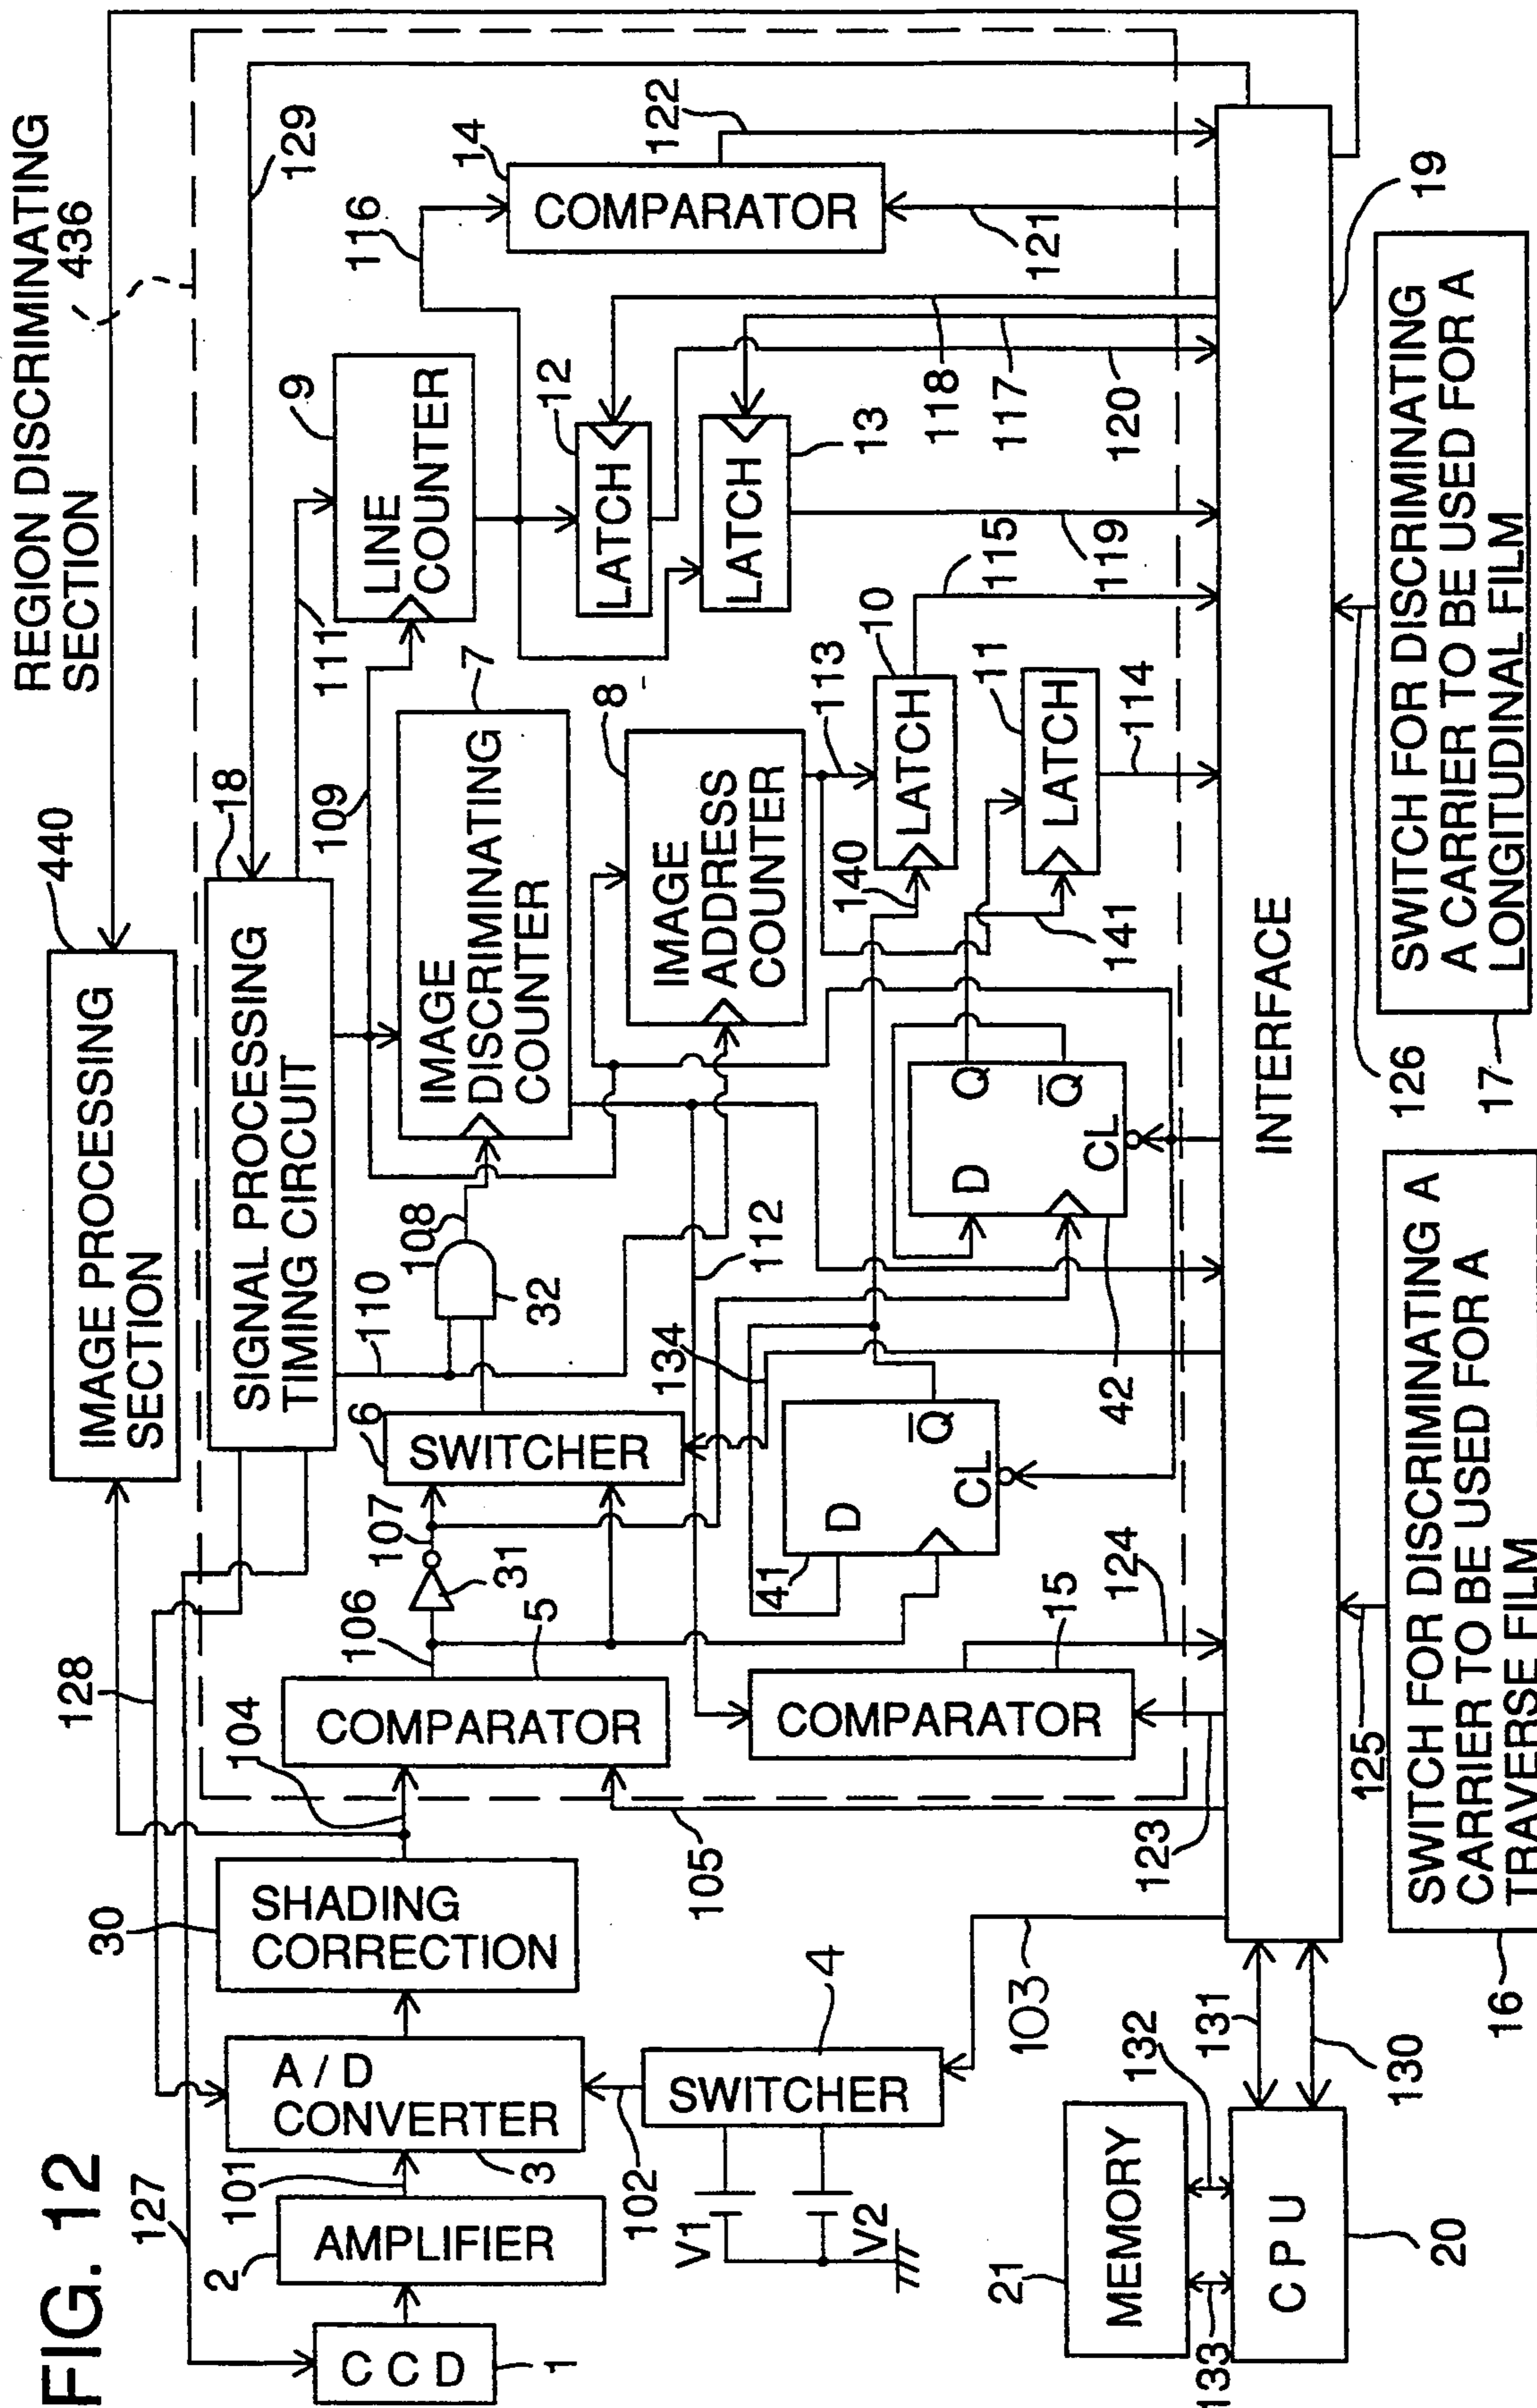 FIG. 12
REGION DISCRIMINATING
SECTION 436
440
IMAGE PROCESSING
SECTION
127
128
18
SIGNAL PROCESSING
TIMING CIRCUIT
129
111
109
110
CCD
1
2
AMPLIFIER
101
A / D
CONVERTER
3
30
SHADING
CORRECTION
104
COMPARATOR
5
106
31
107
6
SWITCHER
108
32
IMAGE
DISCRIMINATING
COUNTER
7
9
LINE
COUNTER
116
14
COMPARATOR
122
121
12
LATCH
LATCH
13
118
117
120
119
8
IMAGE
ADDRESS
COUNTER
113
10
LATCH
140
115
11
LATCH
114
141
112
134
41
D
Q
CL
D
Q
Q
CL
42
COMPARATOR
15
124
123
105
102
SWITCHER
4
103
V1
V2
21
MEMORY
133
132
CPU
20
131
130
INTERFACE
19
125
126
16
SWITCH FOR DISCRIMINATING A
CARRIER TO BE USED FOR A
TRAVERSE FILM
17
SWITCH FOR DISCRIMINATING
A CARRIER TO BE USED FOR A
LONGITUDINAL FILM